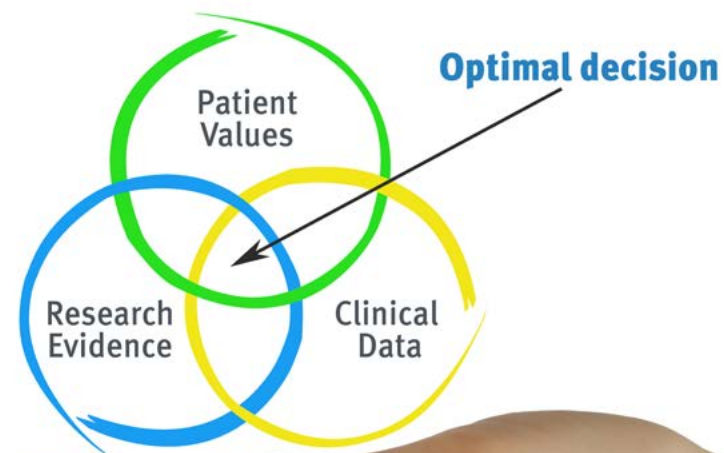 Optimal decision
Patient
Values
Research
Evidence
Clinical
Data